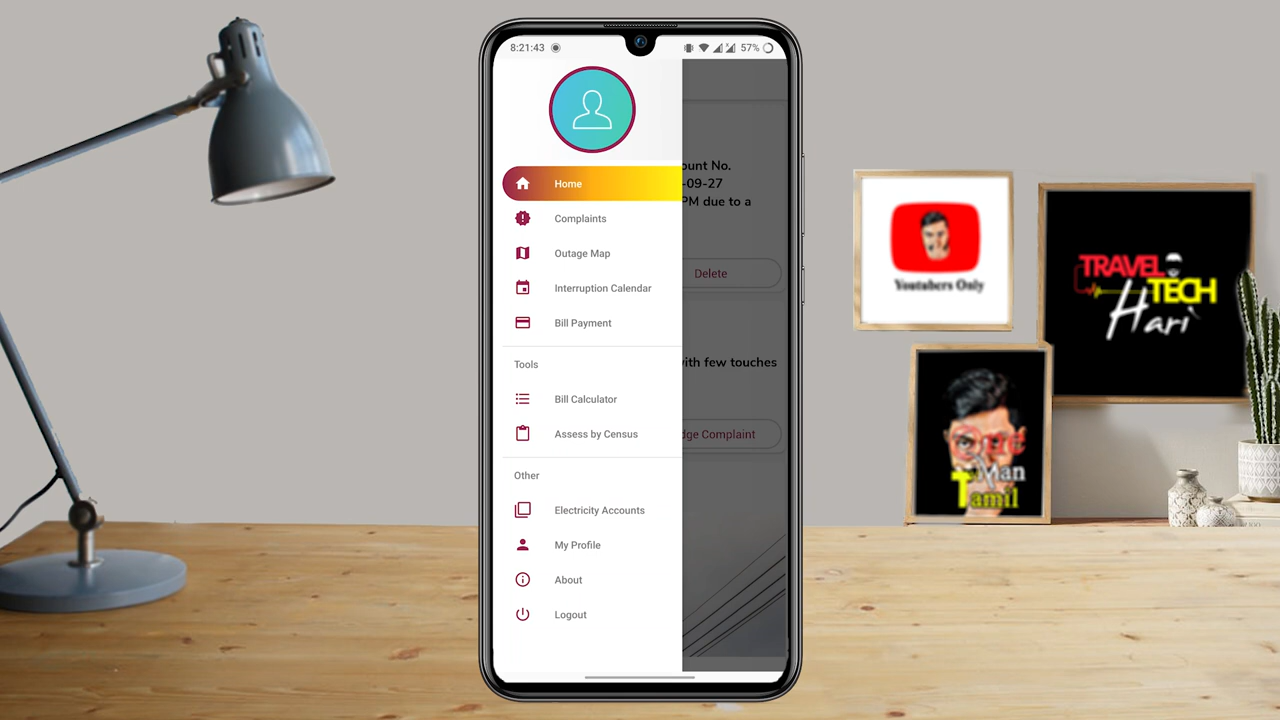 8:21:43
57%
Home
Complaints
Outage Map
Interruption Calendar
Bill Payment
Tools
Bill Calculator
Assess by Census
Other
Electricity Accounts
My Profile
About
Logout
ount No.
-09-27
PM due to a
Delete
with few touches
dge Complaint
Youtubers Only
TRAVEL
TECH
Hari
One
Man
Tamil